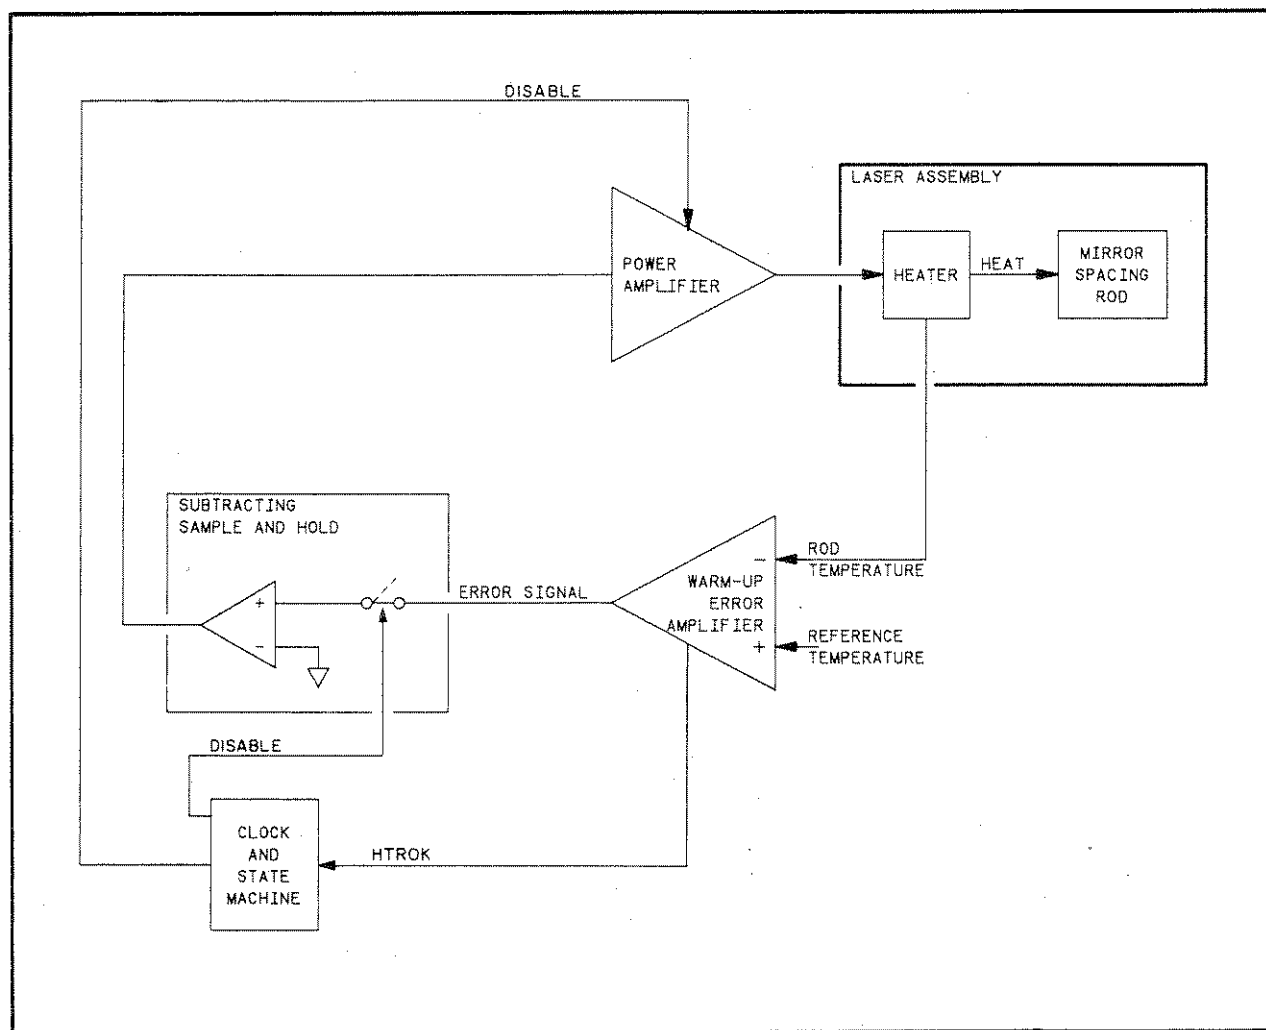 DISABLE
LASER ASSEMBLY
POWER
AMPLIFIER
HEATER
HEAT
MIRROR
SPACING
ROD
SUBTRACTING
SAMPLE AND HOLD
+
-
ERROR SIGNAL
WARM-UP
ERROR
AMPLIFIER
-
+
ROD
TEMPERATURE
REFERENCE
TEMPERATURE
DISABLE
CLOCK
AND
STATE
MACHINE
HTROK